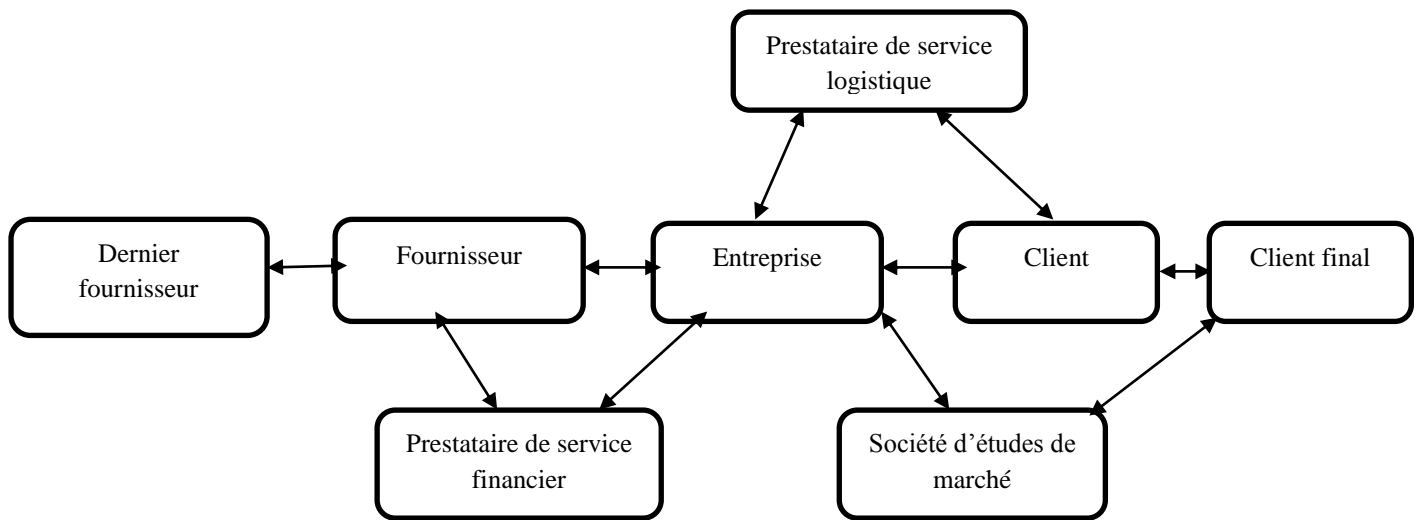 Prestataire de service
logistique
Dernier
fournisseur
Fournisseur
Entreprise
Client
Client final
Prestataire de service
financier
Société d’études de
marché